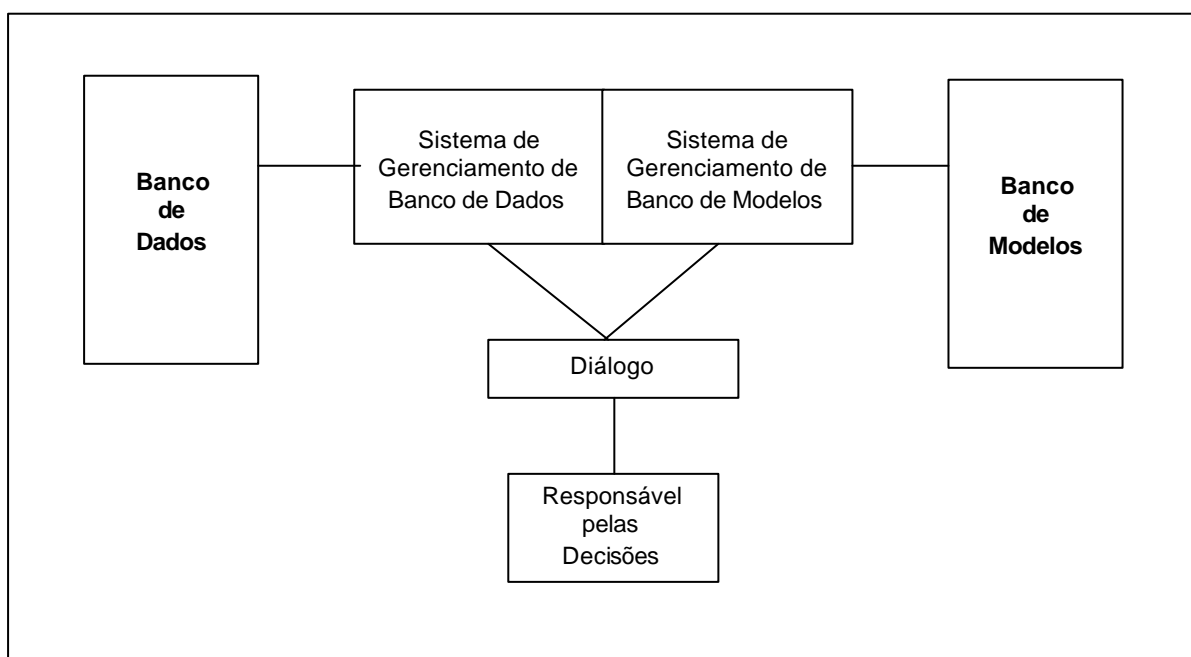 Banco
de
Dados
Sistema de
Gerenciamento de
Banco de Dados
Sistema de
Gerenciamento de
Banco de Modelos
Banco
de
Modelos
Diálogo
Responsável
pelas
Decisões